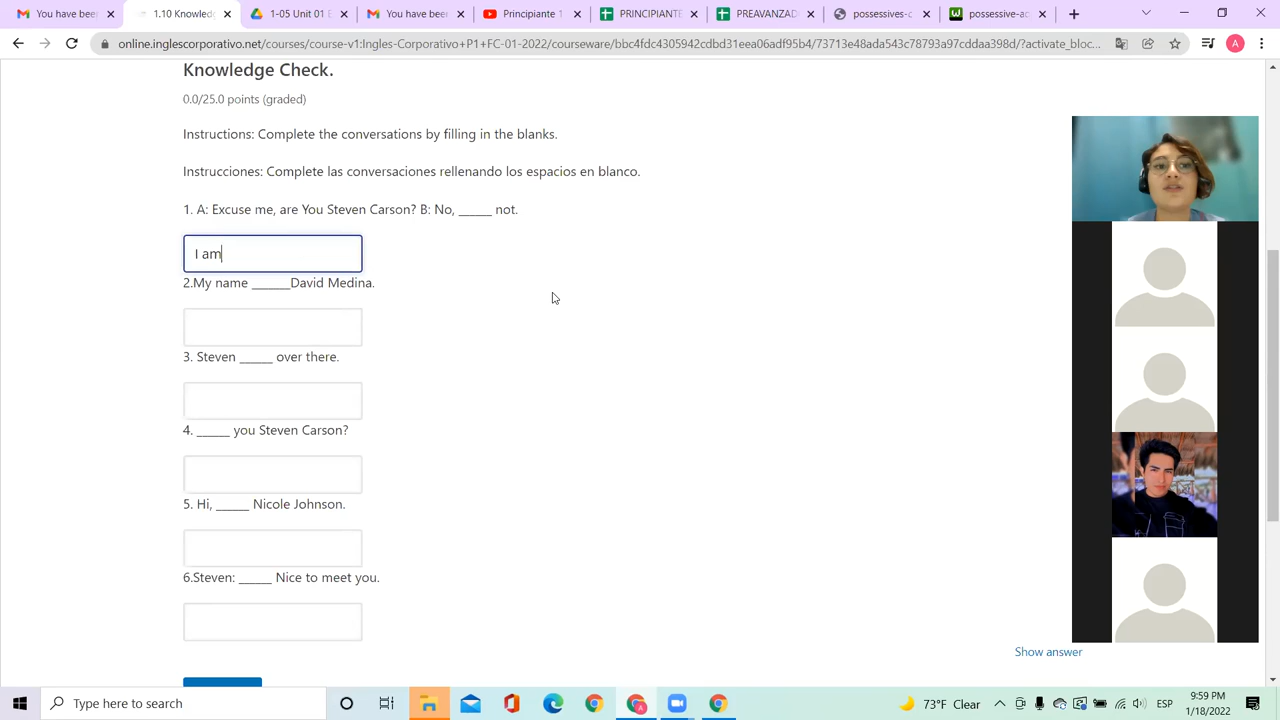 You have beer
1.10 Knowledg
1-05 Unit 01 E
You have beer
Principante 1
PRINCIPIANTE
PREAVANZAD
possessives-c
possessive-a
online.inglescorporativo.net/courses/course-v1:Ingles-Corporativo+P1+FC-01-2022/courseware/bbc4fdc4305942cdbd31eea06adf95b4/73713e48ada543c78793a97cddaa398d/?activate_bloc...
A
Knowledge Check.
0.0/25.0 points (graded)
Instructions: Complete the conversations by filling in the blanks.
Instrucciones: Complete las conversaciones rellenando los espacios en blanco.
1. A: Excuse me, are You Steven Carson? B: No, _____ not.
I am
2.My name ______David Medina.
3. Steven _____ over there.
4. _____ you Steven Carson?
5. Hi, _____ Nicole Johnson.
6.Steven: _____ Nice to meet you.
Show answer
Type here to search
73°F Clear
ESP
9:59 PM
1/18/2022